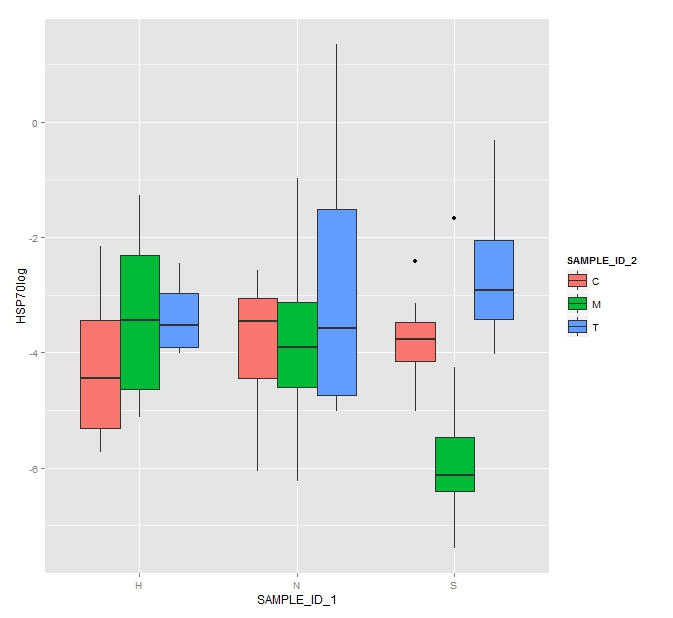 HSP70log
0
-2
-4
-6
H N S
SAMPLE_ID_1
SAMPLE_ID_2
C
M
T